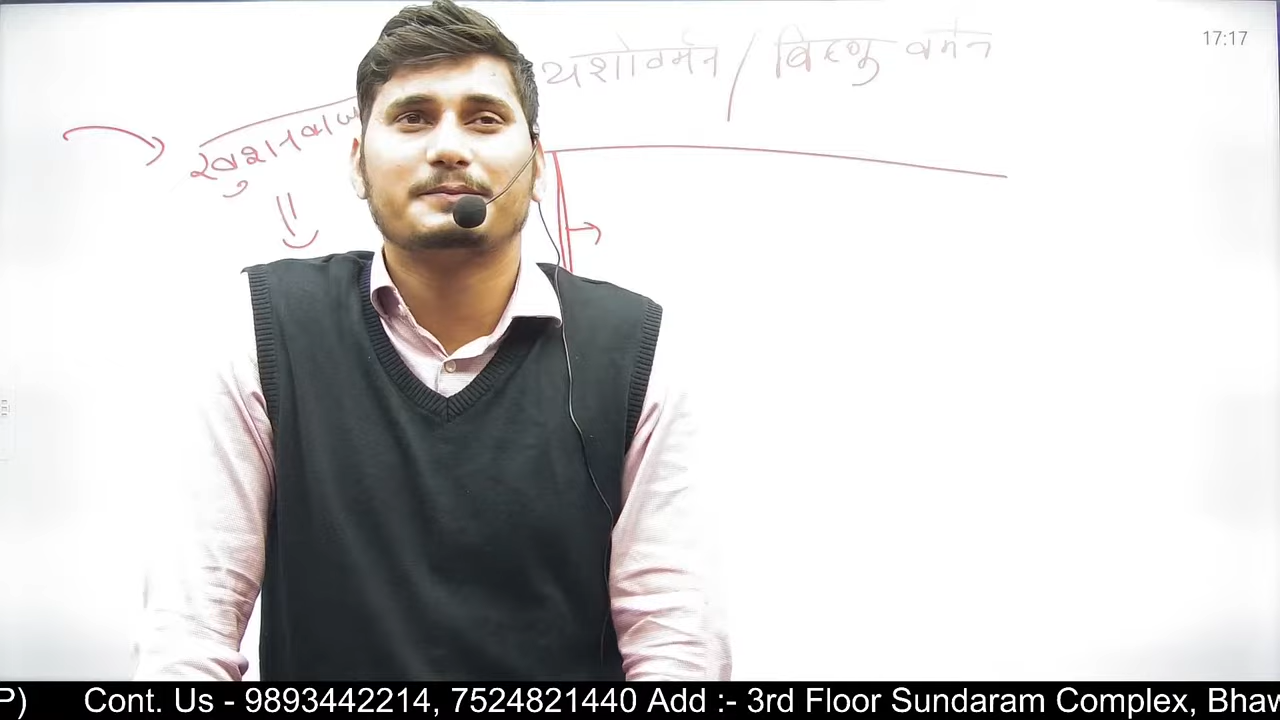 17:17
यशोवर्मन / विष्णु वर्मन
P) Cont. Us - 9893442214, 7524821440 Add :- 3rd Floor Sundaram Complex, Bhaw